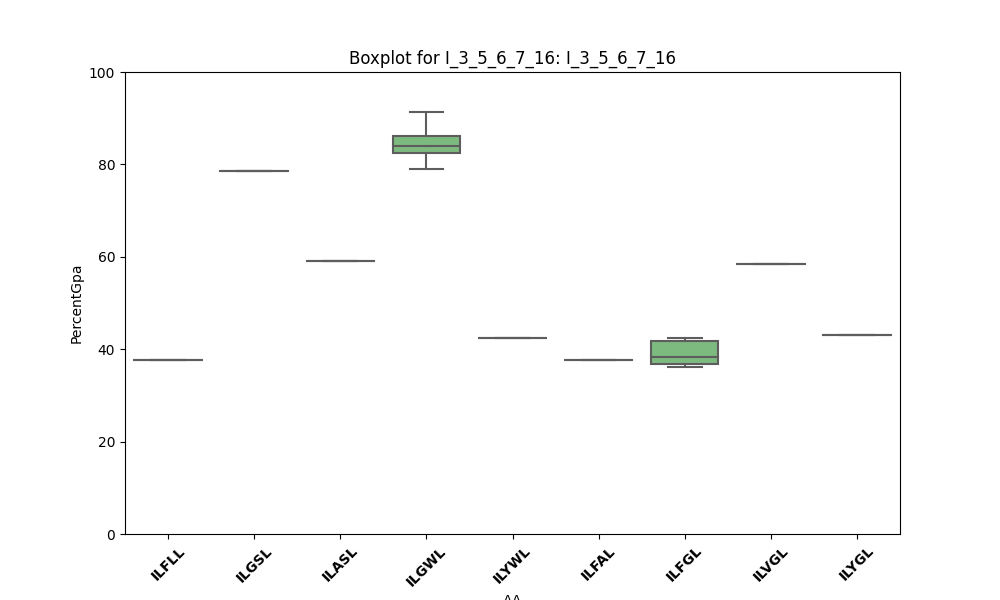 Boxplot for I_3_5_6_7_16: I_3_5_6_7_16
PercentGpa
100
80
60
40
20
0
ILFLL
ILGSL
ILASL
ILGWL
ILYWL
ILFAL
ILFGL
ILVGL
ILYGL
AA